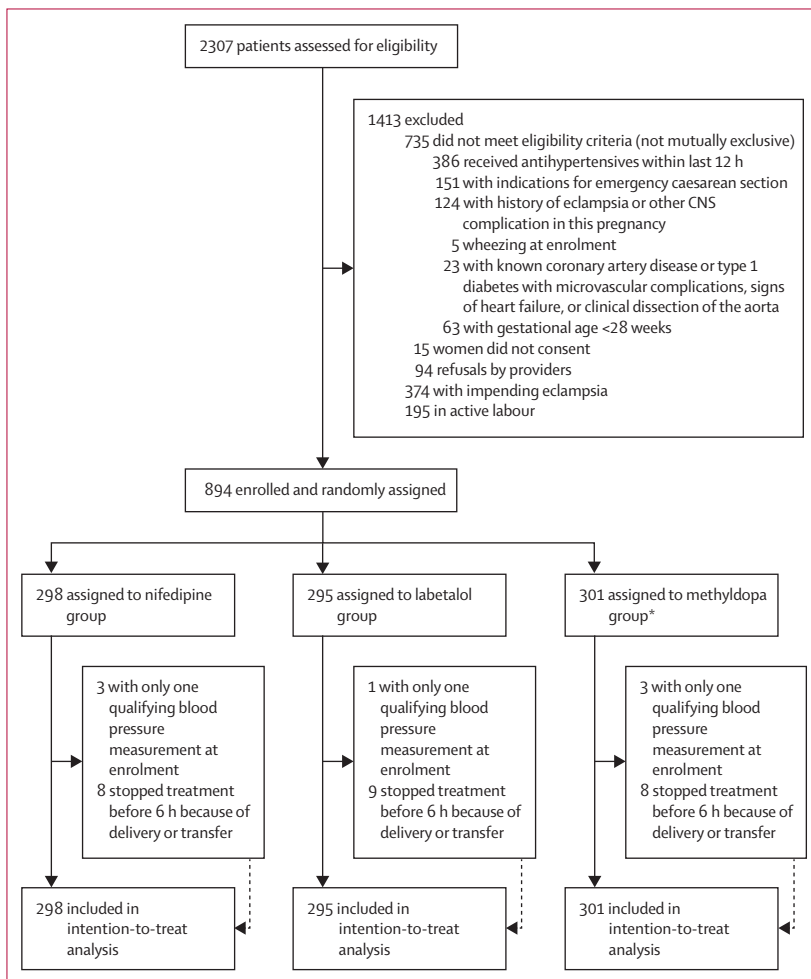 2307 patients assessed for eligibility
1413 excluded
735 did not meet eligibility criteria (not mutually exclusive)
386 received antihypertensives within last 12 h
151 with indications for emergency caesarean section
124 with history of eclampsia or other CNS
complication in this pregnancy
5 wheezing at enrolment
23 with known coronary artery disease or type 1
diabetes with microvascular complications, signs
of heart failure, or clinical dissection of the aorta
63 with gestational age <28 weeks
15 women did not consent
94 refusals by providers
374 with impending eclampsia
195 in active labour
894 enrolled and randomly assigned
298 assigned to nifedipine
group
295 assigned to labetalol
group
301 assigned to methyldopa
group*
3 with only one
qualifying blood
pressure
measurement at
enrolment
8 stopped treatment
before 6 h because of
delivery or transfer
1 with only one
qualifying blood
pressure
measurement at
enrolment
9 stopped treatment
before 6 h because of
delivery or transfer
3 with only one
qualifying blood
pressure
measurement at
enrolment
8 stopped treatment
before 6 h because of
delivery or transfer
298 included in
intention-to-treat
analysis
295 included in
intention-to-treat
analysis
301 included in
intention-to-treat
analysis